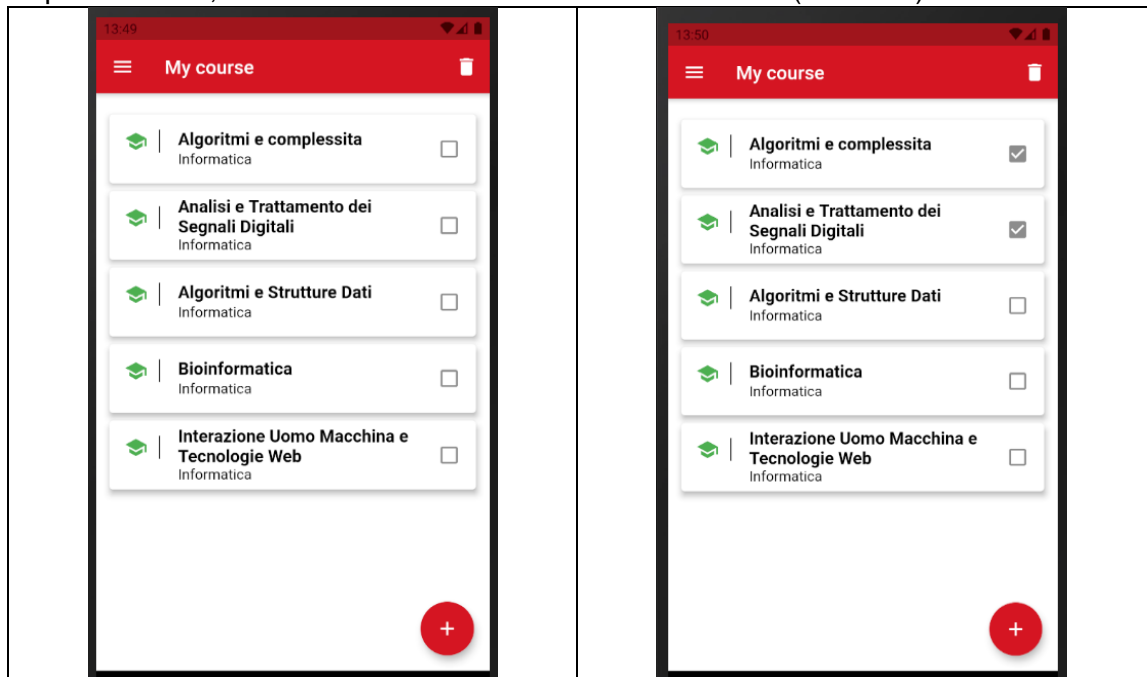 13:49
My course
Algoritmi e complessita
Informatica
Analisi e Trattamento dei
Segnali Digitali
Informatica
Algoritmi e Strutture Dati
Informatica
Bioinformatica
Informatica
Interazione Uomo Macchina e
Tecnologie Web
Informatica
+
13:50
My course
Algoritmi e complessita
Informatica
Analisi e Trattamento dei
Segnali Digitali
Informatica
Algoritmi e Strutture Dati
Informatica
Bioinformatica
Informatica
Interazione Uomo Macchina e
Tecnologie Web
Informatica
+